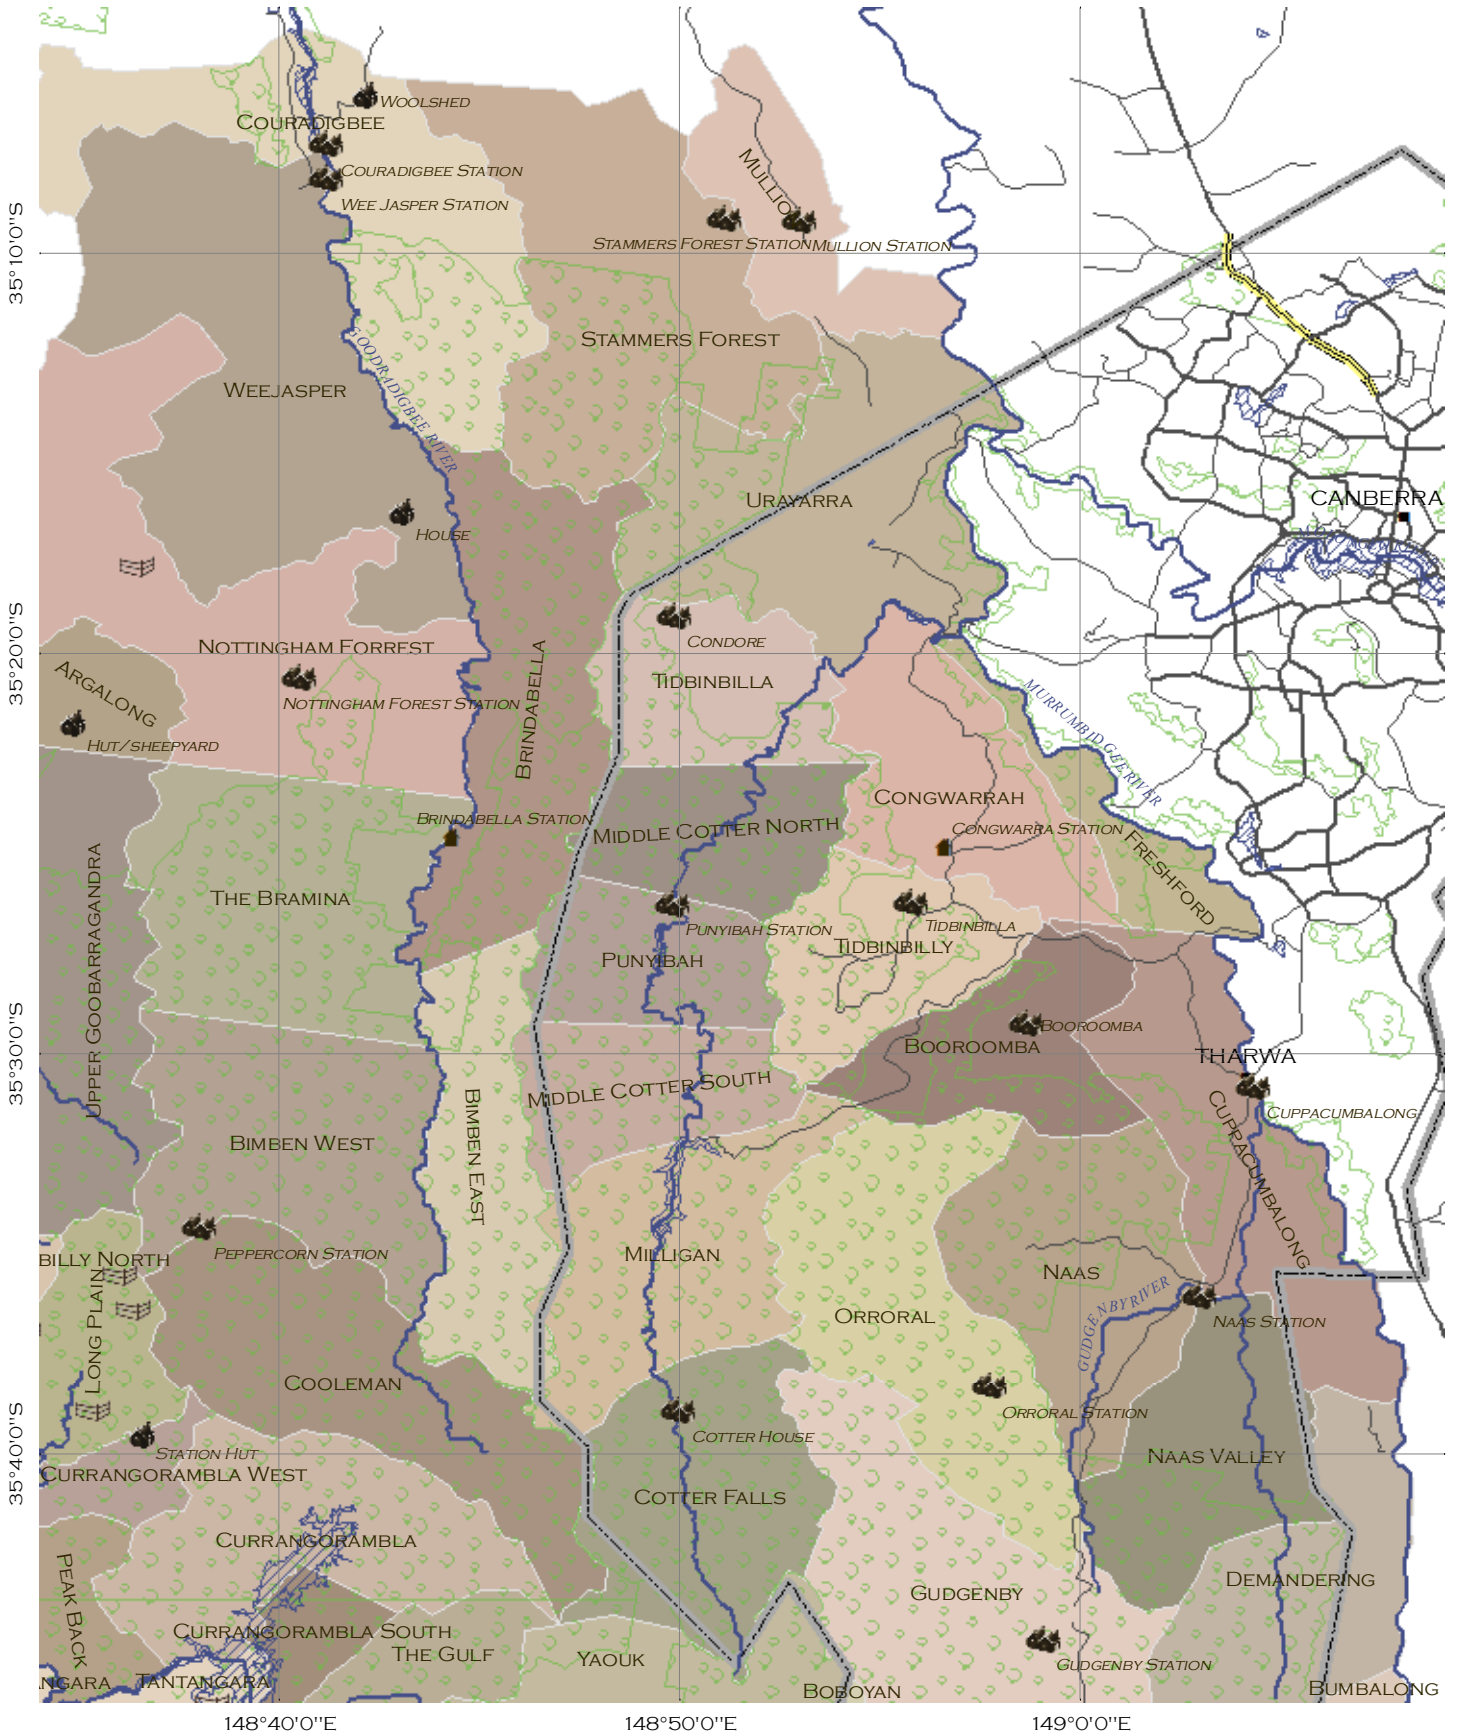 WOOLSHED
COURADIGBEE
COURADIGBEE STATION
WEE JASPER STATION
MULLION
STAMMERS FOREST STATION
MULLION STATION
35°10'0"S
STAMMERS FOREST
GOODRADIGBEE RIVER
WEEJASPER
URAYARRA
CANBERRA
HOUSE
35°20'0"S
NOTTINGHAM FORREST
CONDORE
ARGALONG
BRINDABELLA
TIDBINBILLA
NOTTINGHAM FOREST STATION
MURRUMBIDGEE RIVER
HUT/SHEEPYARD
CONGWARRAH
BRINDABELLA STATION
MIDDLE COTTER NORTH
CONGWARRA STATION
FRESHFORD
UPPER GOOBARRAGANDRA
THE BRAMINA
PUNYIBAH STATION
TIDBINBILLA
TIDBINBILLY
PUNYIBAH
35°30'0"S
BOOROOMBA
BOOROOMBA
THARWA
MIDDLE COTTER SOUTH
CUPPACUMBALONG
CUPPACUMBALONG
BIMBEN WEST
BIMBEN EAST
PEPPERCORN STATION
BILLY NORTH
MILLIGAN
NAAS
LONG PLAIN
GUDGENBY RIVER
ORRORAL
NAAS STATION
COOLEMAN
ORRORAL STATION
35°40'0"S
COTTER HOUSE
STATION HUT
NAAS VALLEY
CURRANGORAMBLA WEST
COTTER FALLS
CURRANGORAMBLA
PEAK BACK
GUDGENBY
DEMANDERING
CURRANGORAMBLA SOUTH
THE GULF
YAOUK
GUDGENBY STATION
NGARA
TANTANGARA
BOBOYAN
BUMBALONG
148°40'0"E
148°50'0"E
149°0'0"E